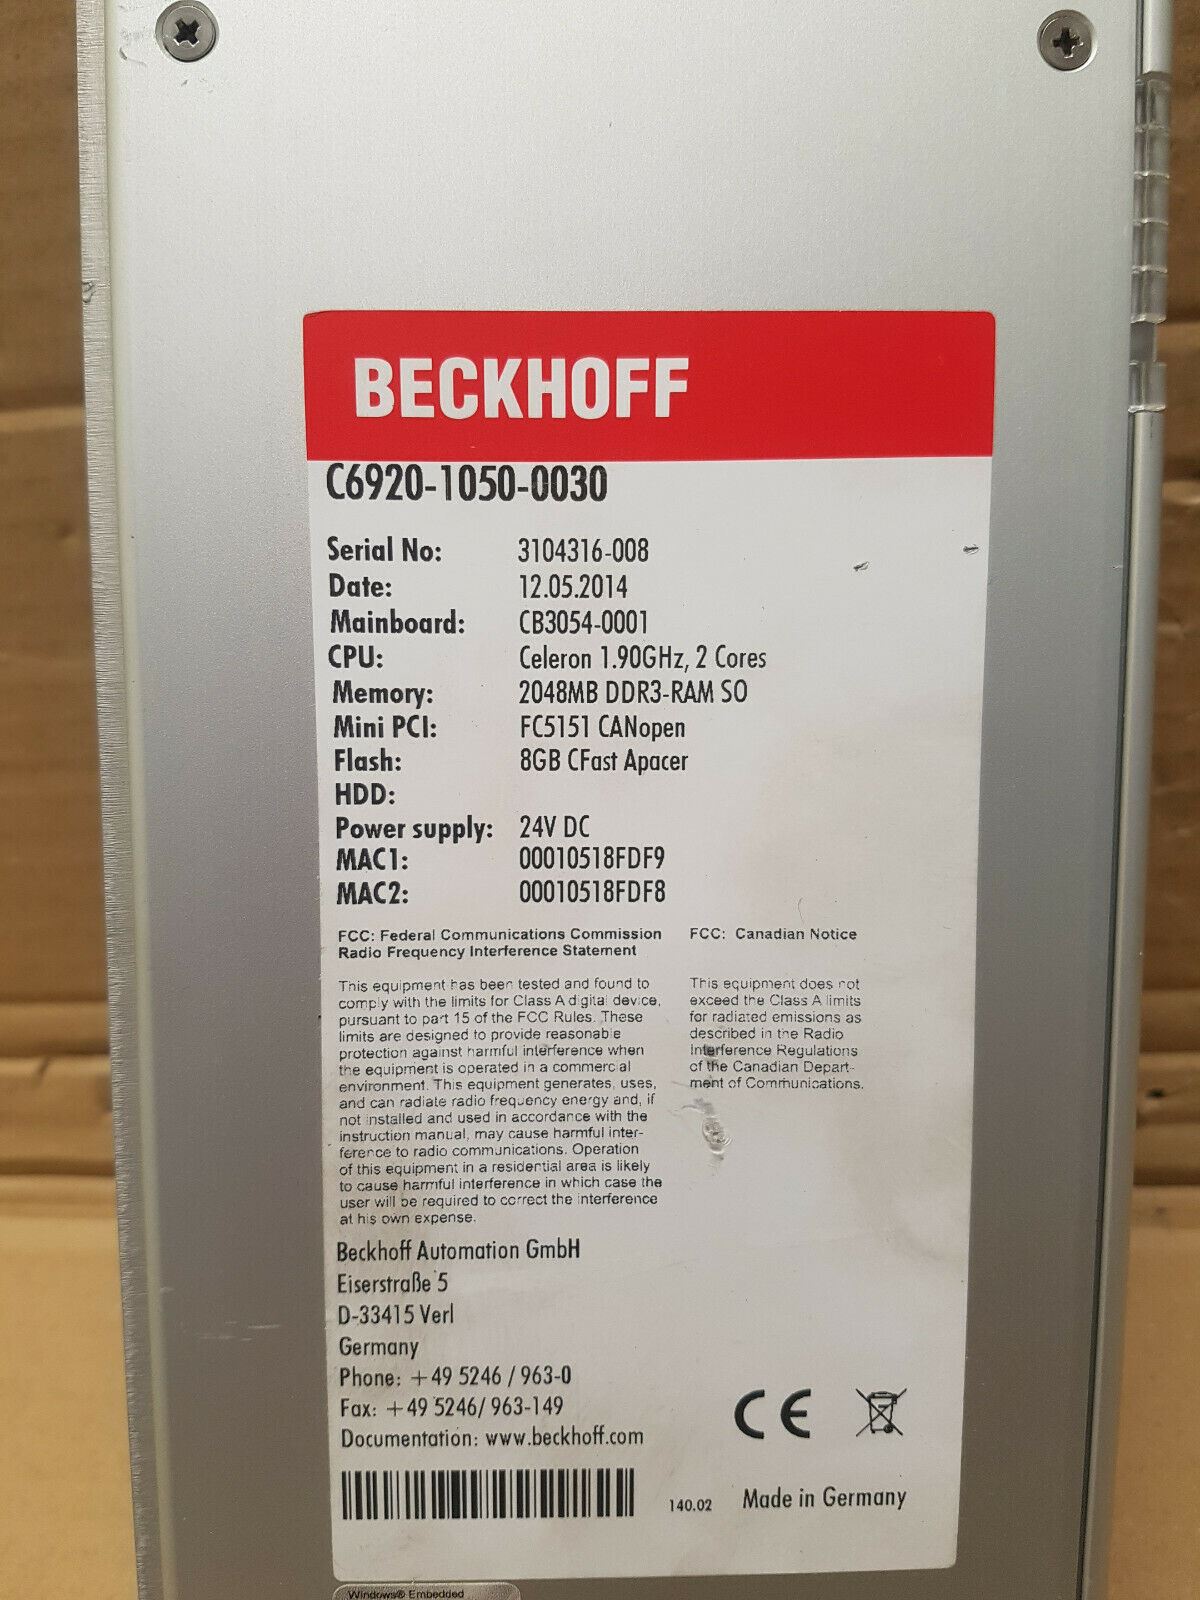 BECKHOFF
C6920-1050-0030
Serial No: 3104316-008
Date: 12.05.2014
Mainboard: CB3054-0001
CPU: Celeron 1.90GHz, 2 Cores
Memory: 2048MB DDR3-RAM SO
Mini PCI: FC5151 CANopen
Flash: 8GB CFast Apacer
HDD:
Power supply: 24V DC
MAC1: 00010518FDF9
MAC2: 00010518FDF8
FCC: Federal Communications Commission
Radio Frequency Interference Statement
This equipment has been tested and found to
comply with the limits for Class A digital device,
pursuant to part 15 of the FCC Rules. These
limits are designed to provide reasonable
protection against harmful interference when
the equipment is operated in a commercial
environment. This equipment generates, uses,
and can radiate radio frequency energy and, if
not installed and used in accordance with the
instruction manual, may cause harmful inter-
ference to radio communications. Operation
of this equipment in a residential area is likely
to cause harmful interference in which case the
user will be required to correct the interference
at his own expense.
FCC: Canadian Notice
This equipment does not
exceed the Class A limits
for radiated emissions as
described in the Radio
Interference Regulations
of the Canadian Depart-
ment of Communications.
Beckhoff Automation GmbH
Eiserstraße 5
D-33415 Verl
Germany
Phone: +49 5246 / 963-0
Fax: +49 5246/ 963-149
Documentation: www.beckhoff.com
CE
140.02 Made in Germany
Windows® Embedded